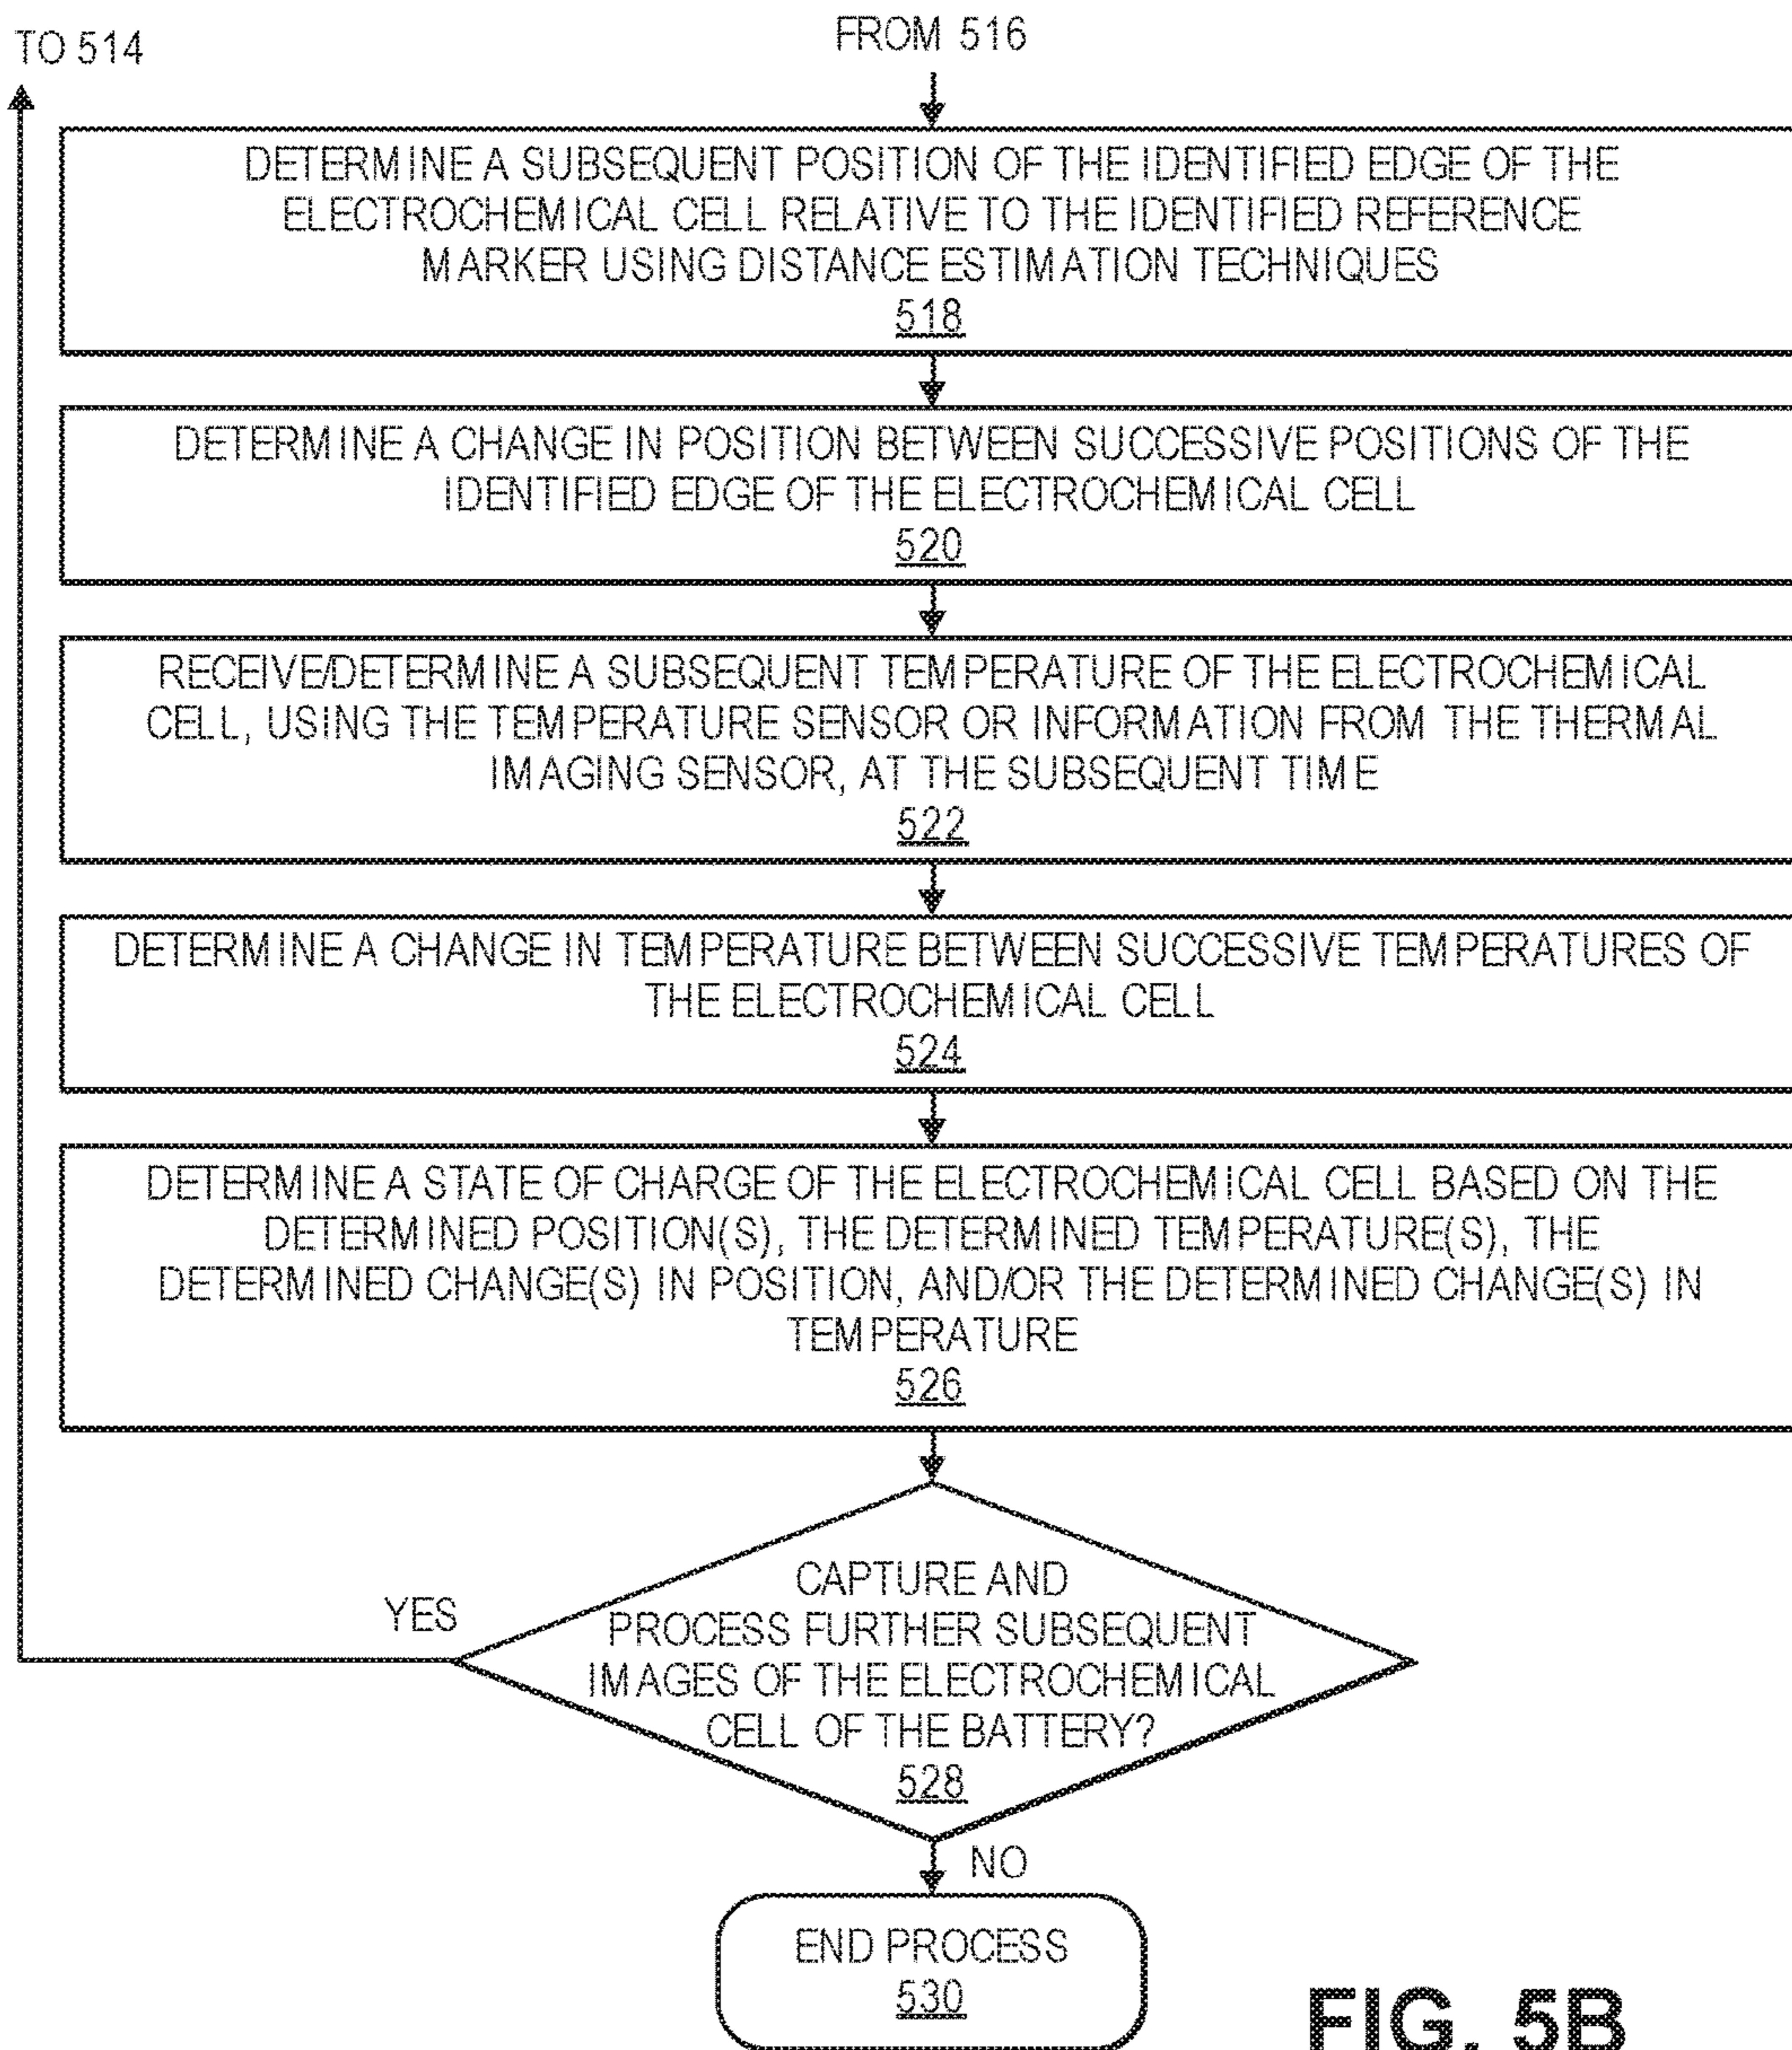 TO 514
FROM 516
DETERMINE A SUBSEQUENT POSITION OF THE IDENTIFIED EDGE OF THE
ELECTROCHEMICAL CELL RELATIVE TO THE IDENTIFIED REFERENCE
MARKER USING DISTANCE ESTIMATION TECHNIQUES
518
DETERMINE A CHANGE IN POSITION BETWEEN SUCCESSIVE POSITIONS OF THE
IDENTIFIED EDGE OF THE ELECTROCHEMICAL CELL
520
RECEIVE/DETERMINE A SUBSEQUENT TEMPERATURE OF THE ELECTROCHEMICAL
CELL, USING THE TEMPERATURE SENSOR OR INFORMATION FROM THE THERMAL
IMAGING SENSOR, AT THE SUBSEQUENT TIME
522
DETERMINE A CHANGE IN TEMPERATURE BETWEEN SUCCESSIVE TEMPERATURES OF
THE ELECTROCHEMICAL CELL
524
DETERMINE A STATE OF CHARGE OF THE ELECTROCHEMICAL CELL BASED ON THE
DETERMINED POSITION(S), THE DETERMINED TEMPERATURE(S), THE
DETERMINED CHANGE(S) IN POSITION, AND/OR THE DETERMINED CHANGE(S) IN
TEMPERATURE
526
CAPTURE AND
PROCESS FURTHER SUBSEQUENT
IMAGES OF THE ELECTROCHEMICAL
CELL OF THE BATTERY?
528
YES
NO
END PROCESS
530
FIG. 5B